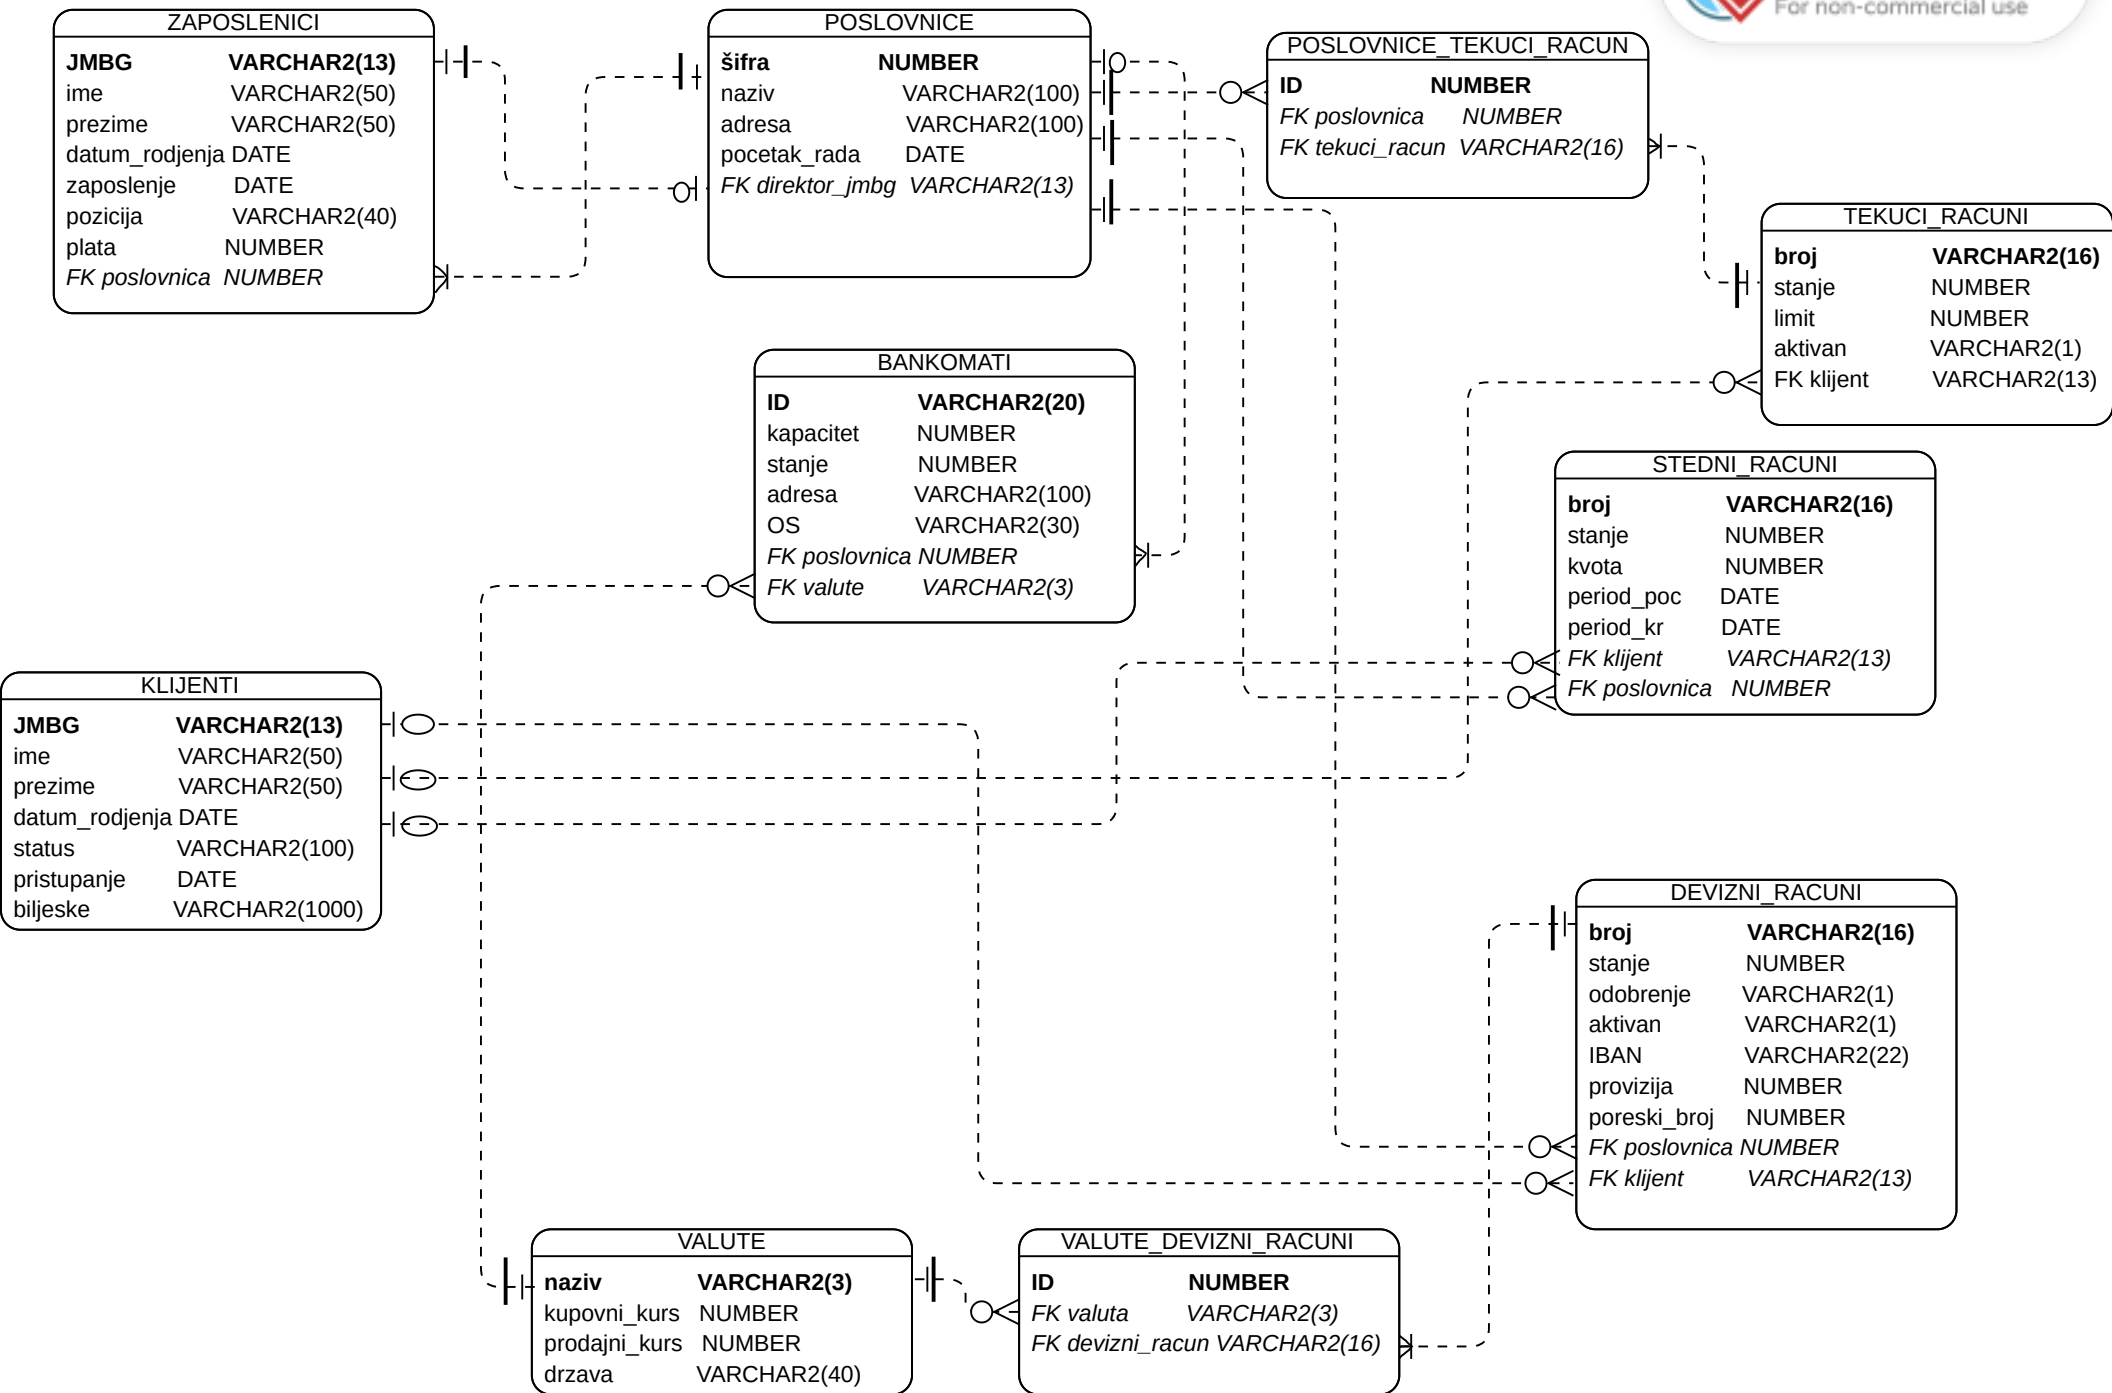 For non-commercial use
ZAPOSLENICI
JMBG VARCHAR2(13)
ime VARCHAR2(50)
prezime VARCHAR2(50)
datum_rodjenja DATE
zaposlenje DATE
pozicija VARCHAR2(40)
plata NUMBER
FK poslovnica NUMBER
POSLOVNICE
šifra NUMBER
naziv VARCHAR2(100)
adresa VARCHAR2(100)
pocetak_rada DATE
FK direktor_jmbg VARCHAR2(13)
POSLOVNICE_TEKUCI_RACUN
ID NUMBER
FK poslovnica NUMBER
FK tekuci_racun VARCHAR2(16)
TEKUCI_RACUNI
broj VARCHAR2(16)
stanje NUMBER
limit NUMBER
aktivan VARCHAR2(1)
FK klijent VARCHAR2(13)
BANKOMATI
ID VARCHAR2(20)
kapacitet NUMBER
stanje NUMBER
adresa VARCHAR2(100)
OS VARCHAR2(30)
FK poslovnica NUMBER
FK valute VARCHAR2(3)
STEDNI_RACUNI
broj VARCHAR2(16)
stanje NUMBER
kvota NUMBER
period_poc DATE
period_kr DATE
FK klijent VARCHAR2(13)
FK poslovnica NUMBER
KLIJENTI
JMBG VARCHAR2(13)
ime VARCHAR2(50)
prezime VARCHAR2(50)
datum_rodjenja DATE
status VARCHAR2(100)
pristupanje DATE
biljeske VARCHAR2(1000)
DEVIZNI_RACUNI
broj VARCHAR2(16)
stanje NUMBER
odobrenje VARCHAR2(1)
aktivan VARCHAR2(1)
IBAN VARCHAR2(22)
provizija NUMBER
poreski_broj NUMBER
FK poslovnica NUMBER
FK klijent VARCHAR2(13)
VALUTE
naziv VARCHAR2(3)
kupovni_kurs NUMBER
prodajni_kurs NUMBER
drzava VARCHAR2(40)
VALUTE_DEVIZNI_RACUNI
ID NUMBER
FK valuta VARCHAR2(3)
FK devizni_racun VARCHAR2(16)